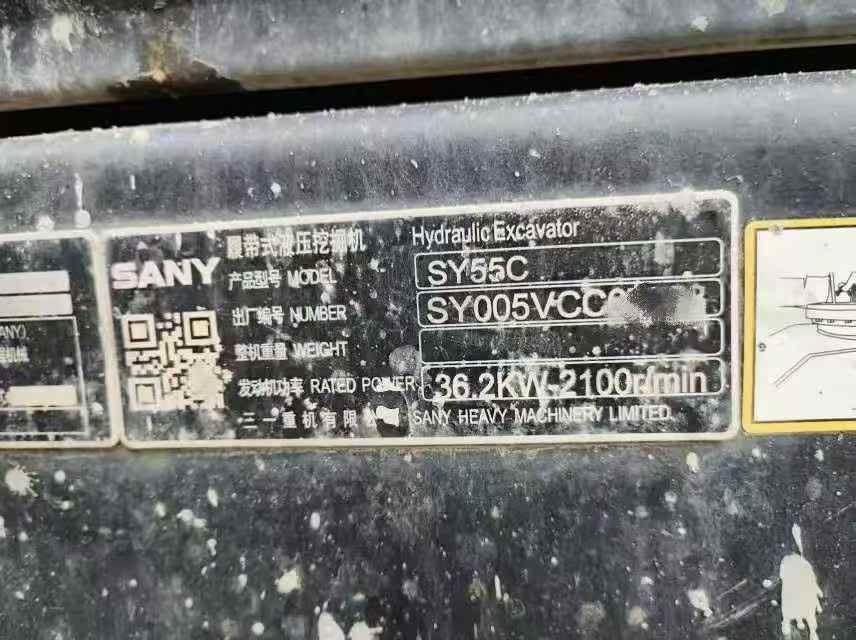 SANY
履带式液压挖掘机 Hydraulic Excavator
产品型号 MODEL SY55C
出厂编号 NUMBER SY005VCC
整机重量 WEIGHT
发动机功率 RATED POWER 36.2KW-2100r/min
三一重机有限公司 SANY HEAVY MACHINERY LIMITED
ANY)